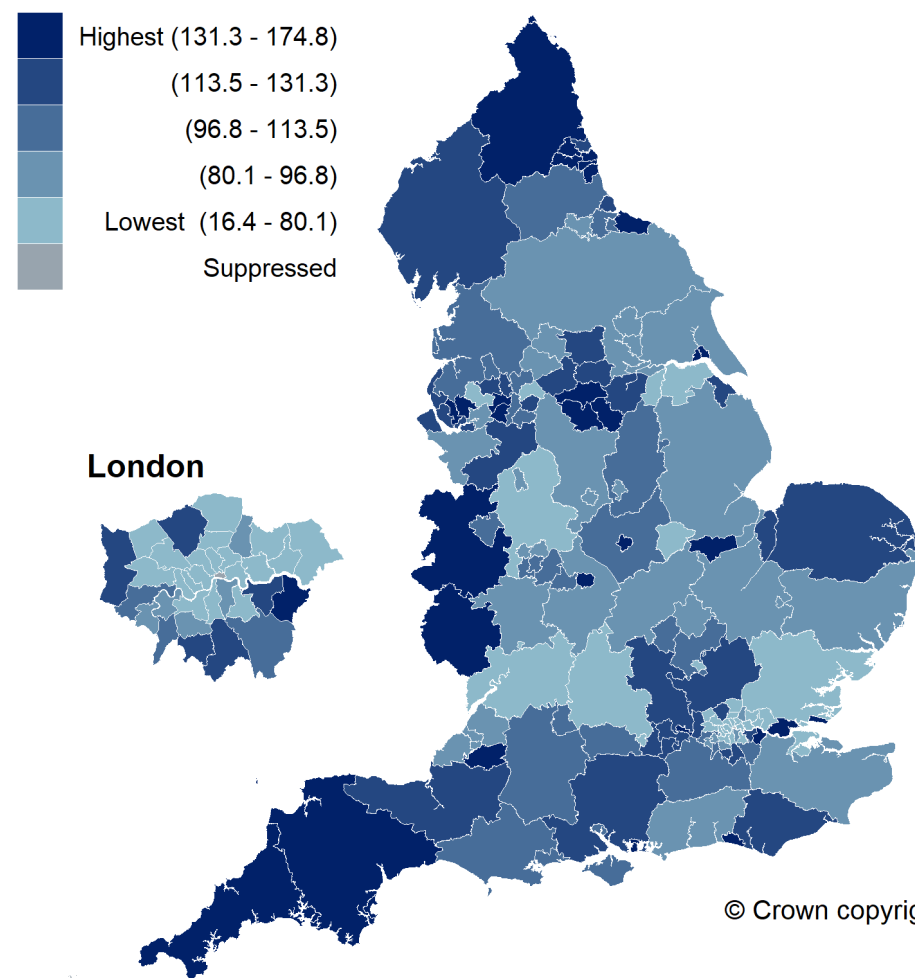 Highest (131.3 - 174.8)
(113.5 - 131.3)
(96.8 - 113.5)
(80.1 - 96.8)
Lowest (16.4 - 80.1)
Suppressed
London
© Crown copyrig